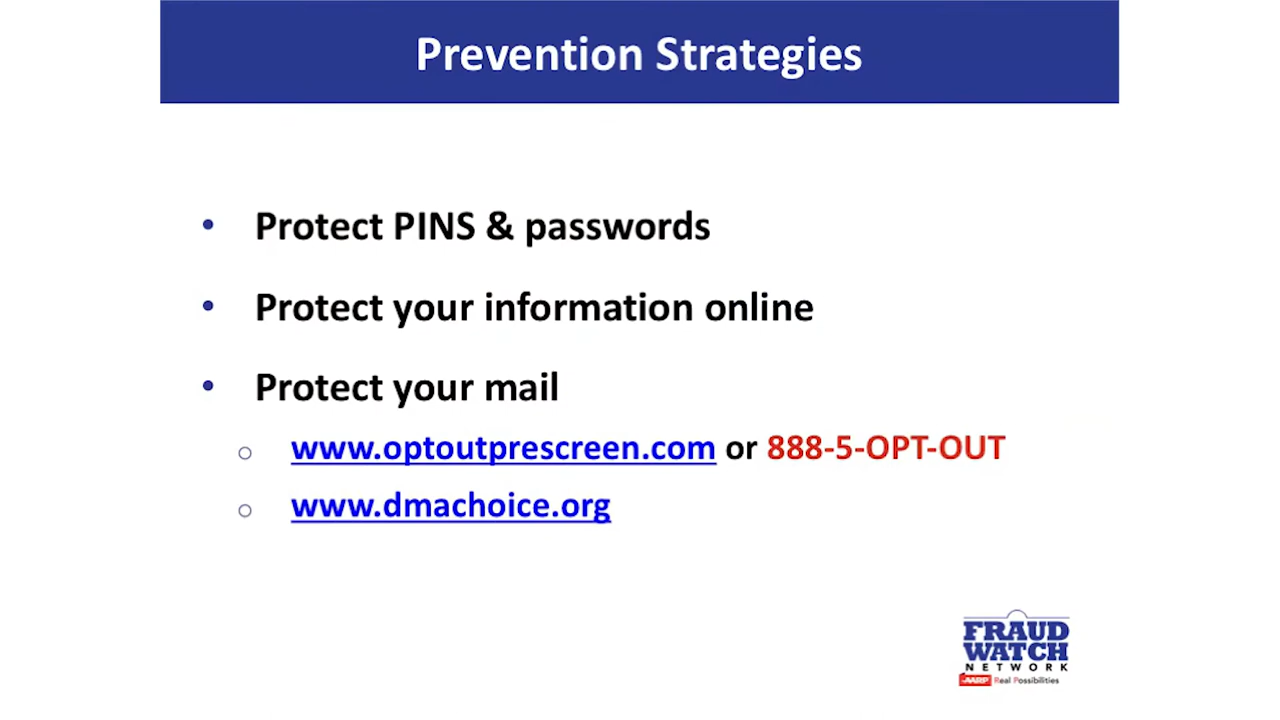 Prevention Strategies
• Protect PINS & passwords
• Protect your information online
• Protect your mail
○ www.optoutprescreen.com or 888-5-OPT-OUT
○ www.dmachoice.org
FRAUD
WATCH
NETWORK
AARP Real Possibilities